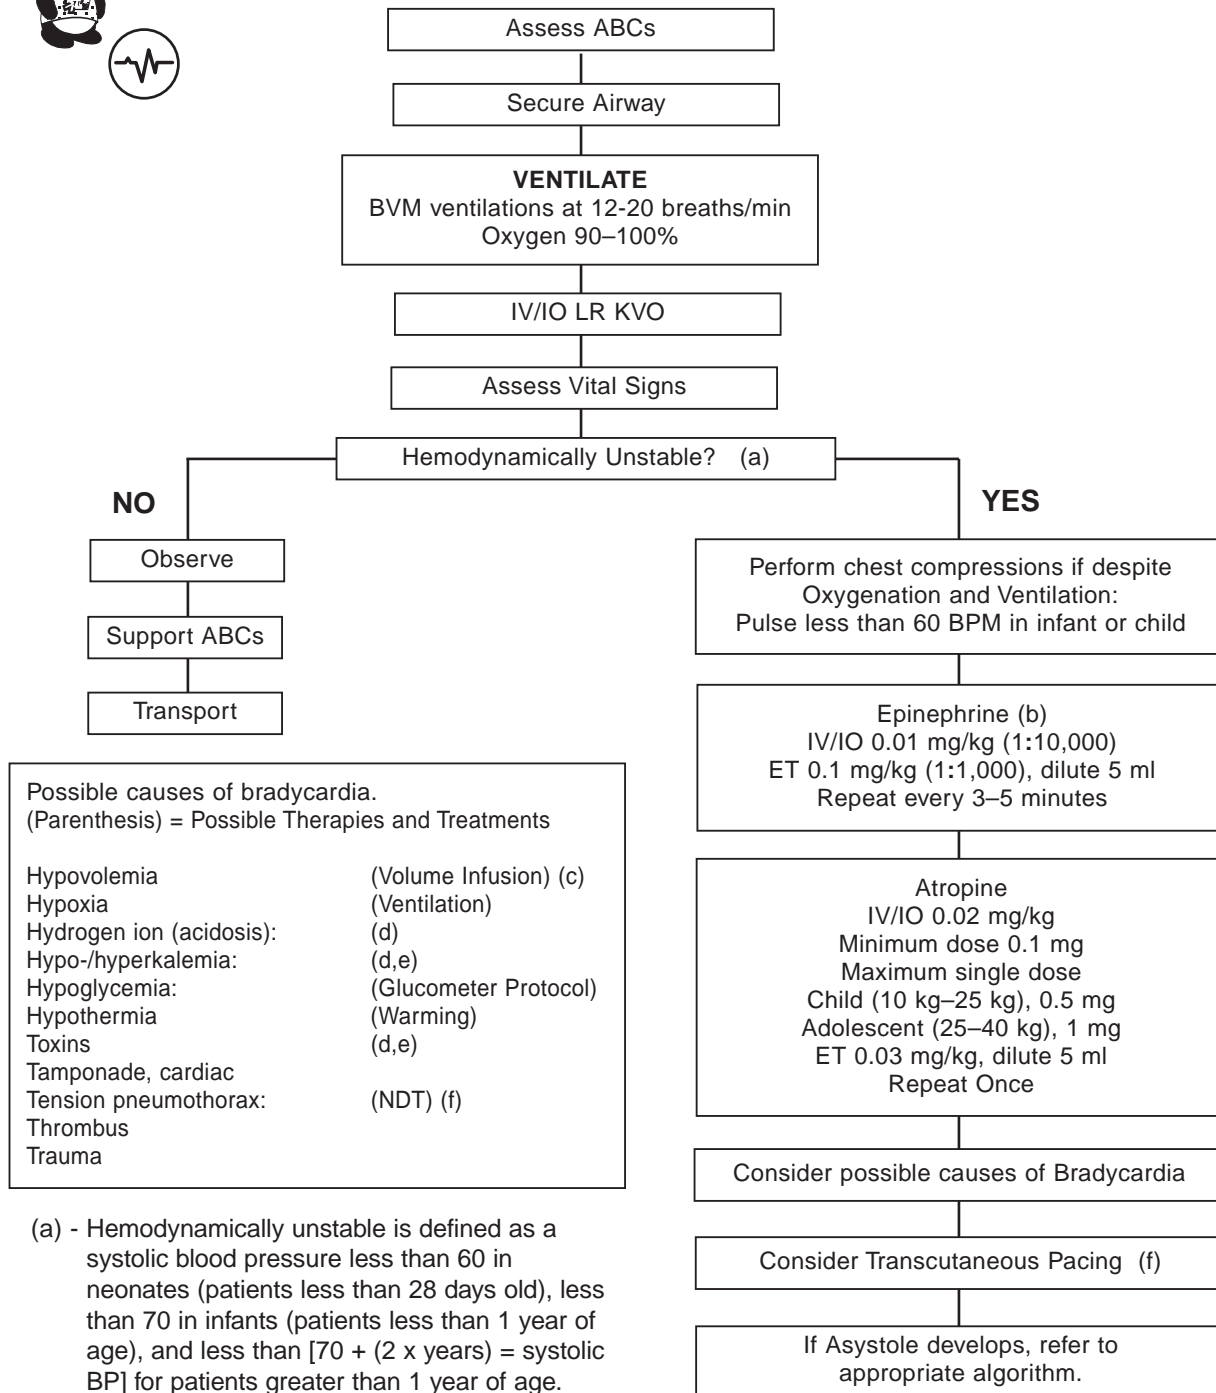 Assess ABCs
Secure Airway
VENTILATE
BVM ventilations at 12-20 breaths/min
Oxygen 90–100%
IV/IO LR KVO
Assess Vital Signs
Hemodynamically Unstable? (a)
NO
Observe
Support ABCs
Transport
YES
Perform chest compressions if despite
Oxygenation and Ventilation:
Pulse less than 60 BPM in infant or child
Epinephrine (b)
IV/IO 0.01 mg/kg (1:10,000)
ET 0.1 mg/kg (1:1,000), dilute 5 ml
Repeat every 3–5 minutes
Atropine
IV/IO 0.02 mg/kg
Minimum dose 0.1 mg
Maximum single dose
Child (10 kg–25 kg), 0.5 mg
Adolescent (25–40 kg), 1 mg
ET 0.03 mg/kg, dilute 5 ml
Repeat Once
Consider possible causes of Bradycardia
Consider Transcutaneous Pacing (f)
If Asystole develops, refer to
appropriate algorithm.
Possible causes of bradycardia.
(Parenthesis) = Possible Therapies and Treatments
Hypovolemia (Volume Infusion) (c)
Hypoxia (Ventilation)
Hydrogen ion (acidosis): (d)
Hypo-/hyperkalemia: (d,e)
Hypoglycemia: (Glucometer Protocol)
Hypothermia (Warming)
Toxins (d,e)
Tamponade, cardiac
Tension pneumothorax: (NDT) (f)
Thrombus
Trauma
(a) - Hemodynamically unstable is defined as a
systolic blood pressure less than 60 in
neonates (patients less than 28 days old), less
than 70 in infants (patients less than 1 year of
age), and less than [70 + (2 x years) = systolic
BP] for patients greater than 1 year of age.